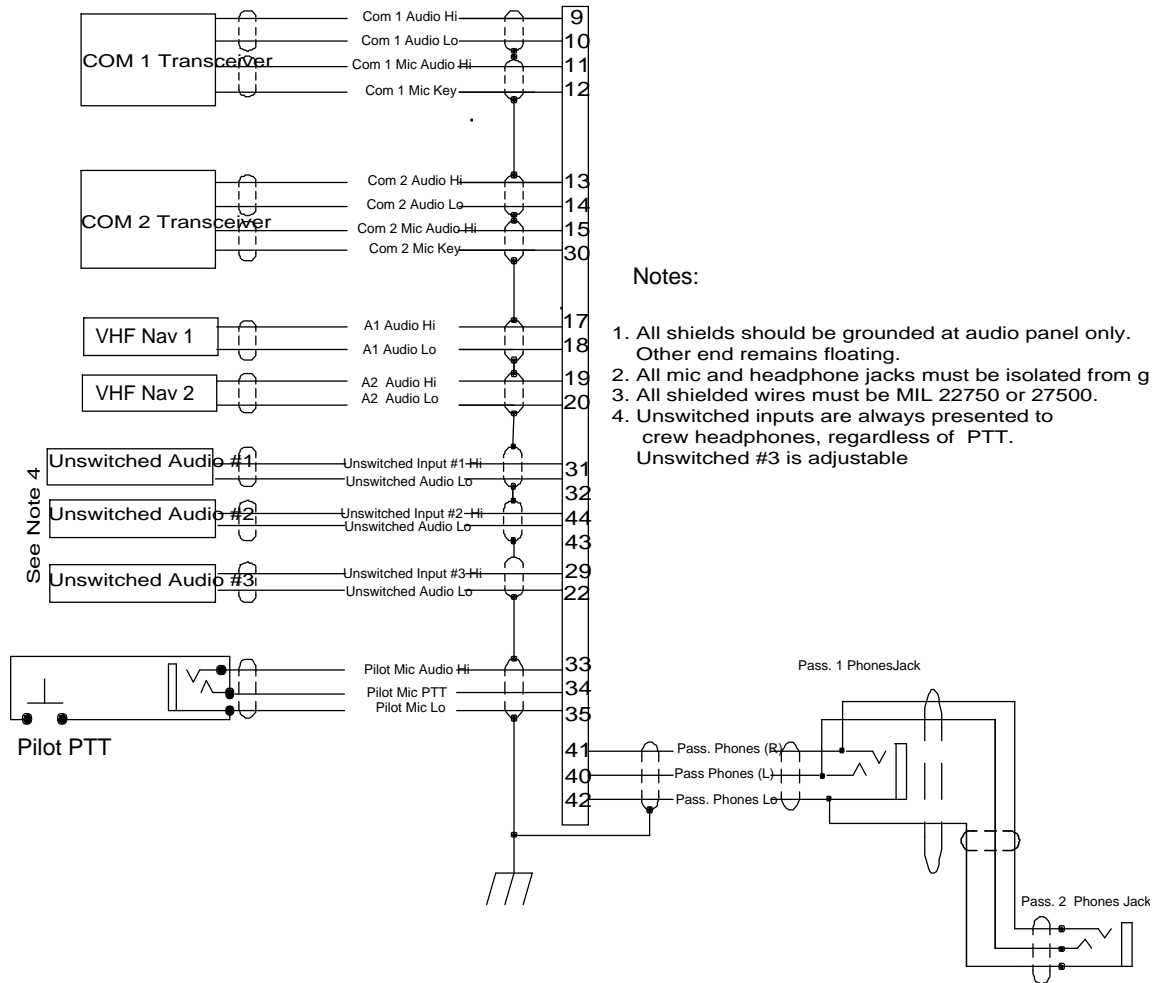 Com 1 Audio Hi 9
Com 1 Audio Lo 10
COM 1 Transceiver
Com 1 Mic Audio Hi 11
Com 1 Mic Key 12
Com 2 Audio Hi 13
Com 2 Audio Lo 14
COM 2 Transceiver
Com 2 Mic Audio Hi 15
Com 2 Mic Key 30
VHF Nav 1
A1 Audio Hi 17
A1 Audio Lo 18
VHF Nav 2
A2 Audio Hi 19
A2 Audio Lo 20
See Note 4
Unswitched Audio #1
Unswitched Input #1 Hi 31
Unswitched Audio Lo 32
Unswitched Audio #2
Unswitched Input #2 Hi 44
Unswitched Audio Lo 43
Unswitched Audio #3
Unswitched Input #3 Hi 29
Unswitched Audio Lo 22
Pilot Mic Audio Hi 33
Pilot Mic PTT 34
Pilot Mic Lo 35
Pilot PTT
41 Pass. Phones (R)
40 Pass Phones (L)
42 Pass. Phones Lo
Notes:
1. All shields should be grounded at audio panel only.
Other end remains floating.
2. All mic and headphone jacks must be isolated from g
3. All shielded wires must be MIL 22750 or 27500.
4. Unswitched inputs are always presented to
crew headphones, regardless of PTT.
Unswitched #3 is adjustable
Pass. 1 PhonesJack
Pass. 2 Phones Jack